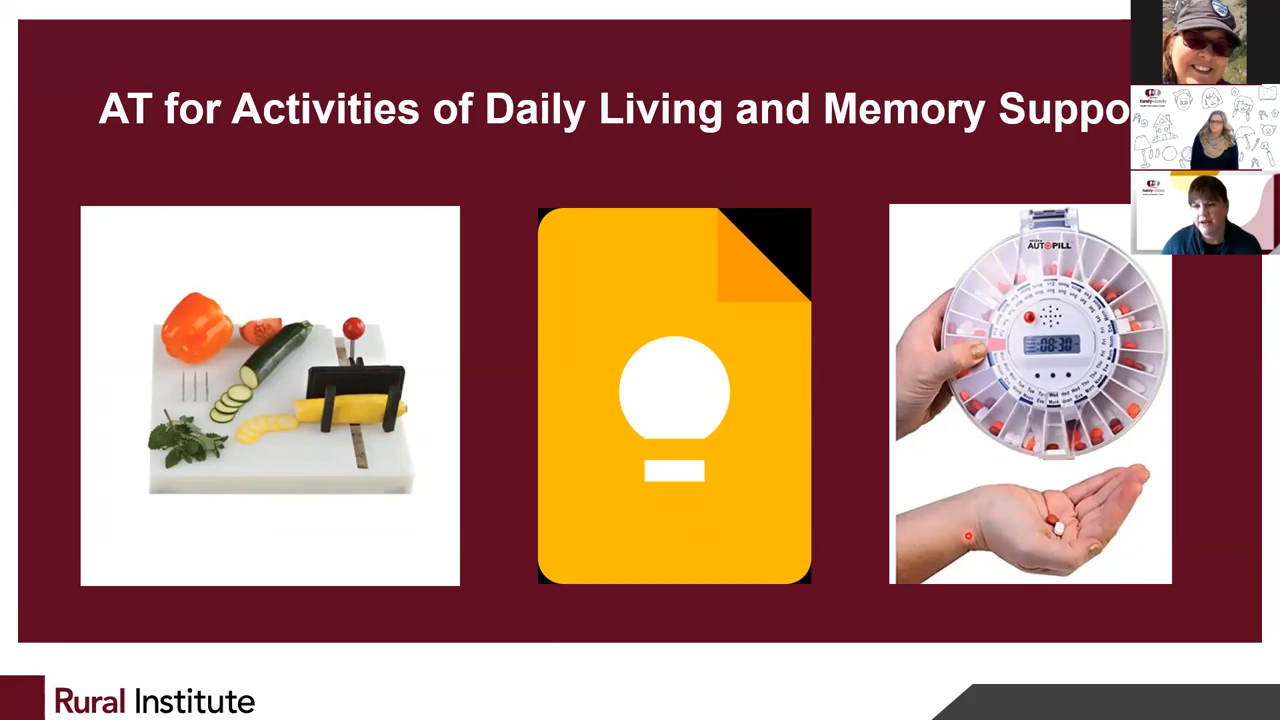 AT for Activities of Daily Living and Memory Suppo
AUTOPILL
08:30
Rural Institute